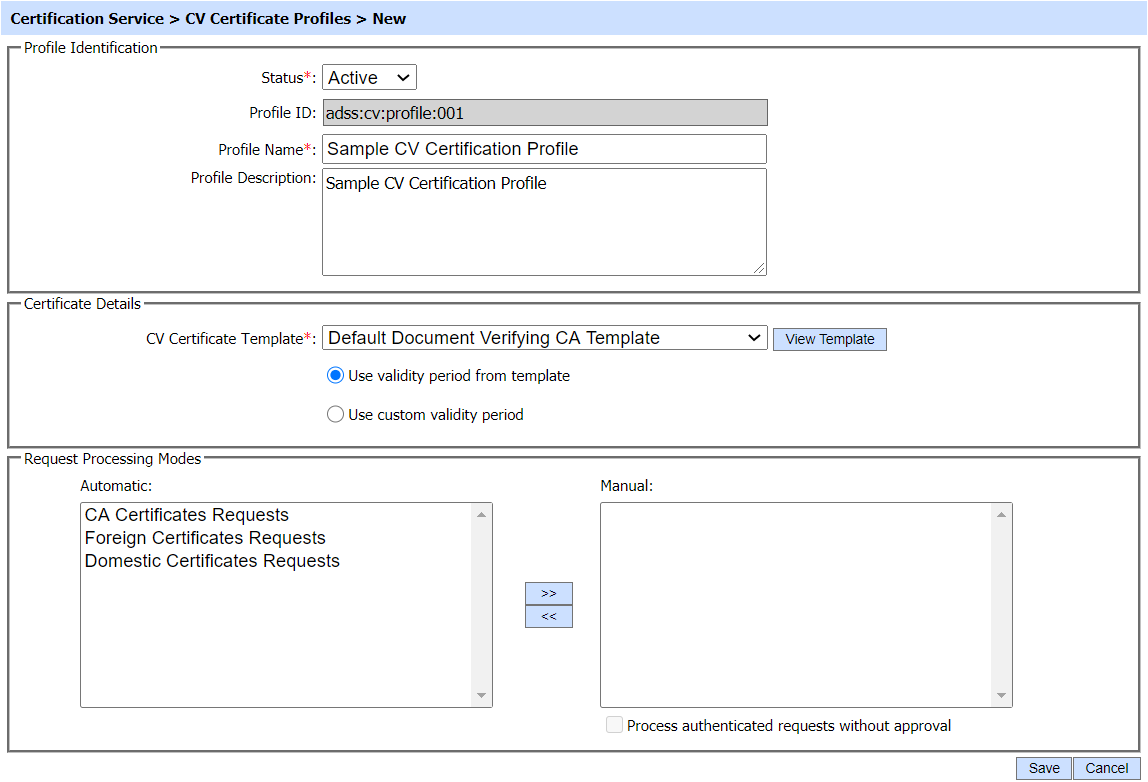 Certification Service > CV Certificate Profiles > New
Profile Identification
Status*: Active
Profile ID: adss:cv:profile:001
Profile Name*: Sample CV Certification Profile
Profile Description: Sample CV Certification Profile
Certificate Details
CV Certificate Template*: Default Document Verifying CA Template View Template
Use validity period from template
Use custom validity period
Request Processing Modes
Automatic: Manual:
CA Certificates Requests
Foreign Certificates Requests
Domestic Certificates Requests
>>
<<
Process authenticated requests without approval
Save Cancel